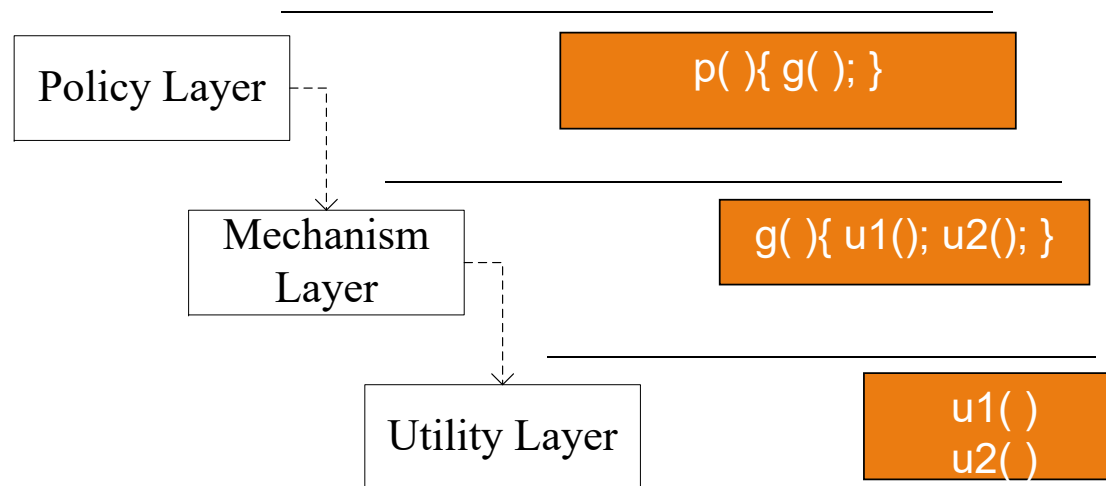 Policy Layer
p( ){ g( ); }
Mechanism
Layer
g( ){ u1(); u2(); }
Utility Layer
u1( )
u2( )